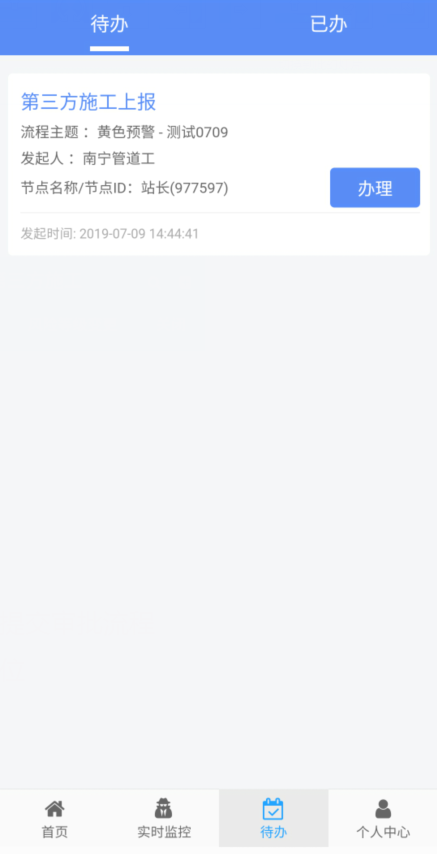 待办
已办
第三方施工上报
流程主题 ：黄色预警 - 测试0709
发起人 ：南宁管道工
节点名称/节点ID：站长(977597)
办理
发起时间: 2019-07-09 14:44:41
首页
实时监控
待办
个人中心